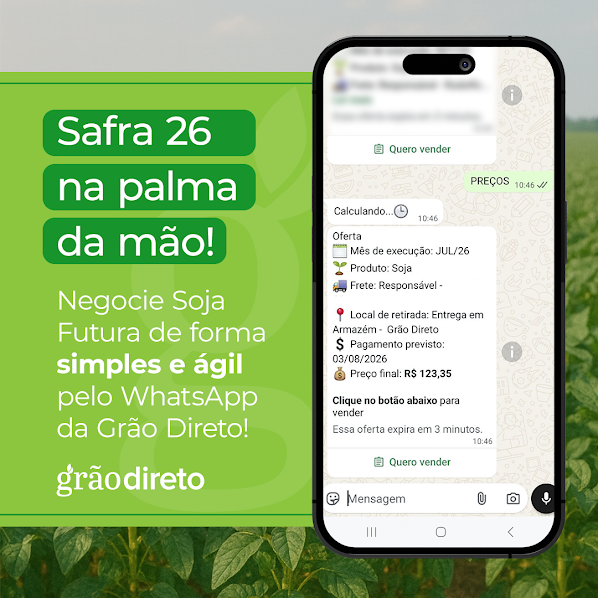 Safra 26
na palma
da mão!
Negocie Soja
Futura de forma
simples e ágil
pelo WhatsApp
da Grão Direto!
grãodireto
10:46
Quero vender
PREÇOS 10:46
Calculando...
10:46
Oferta
Mês de execução: JUL/26
Produto: Soja
Frete: Responsável -
Local de retirada: Entrega em
Armazém - Grão Direto
Pagamento previsto:
03/08/2026
Preço final: R$ 123,35
Clique no botão abaixo para
vender
Essa oferta expira em 3 minutos.
10:46
Quero vender
Mensagem